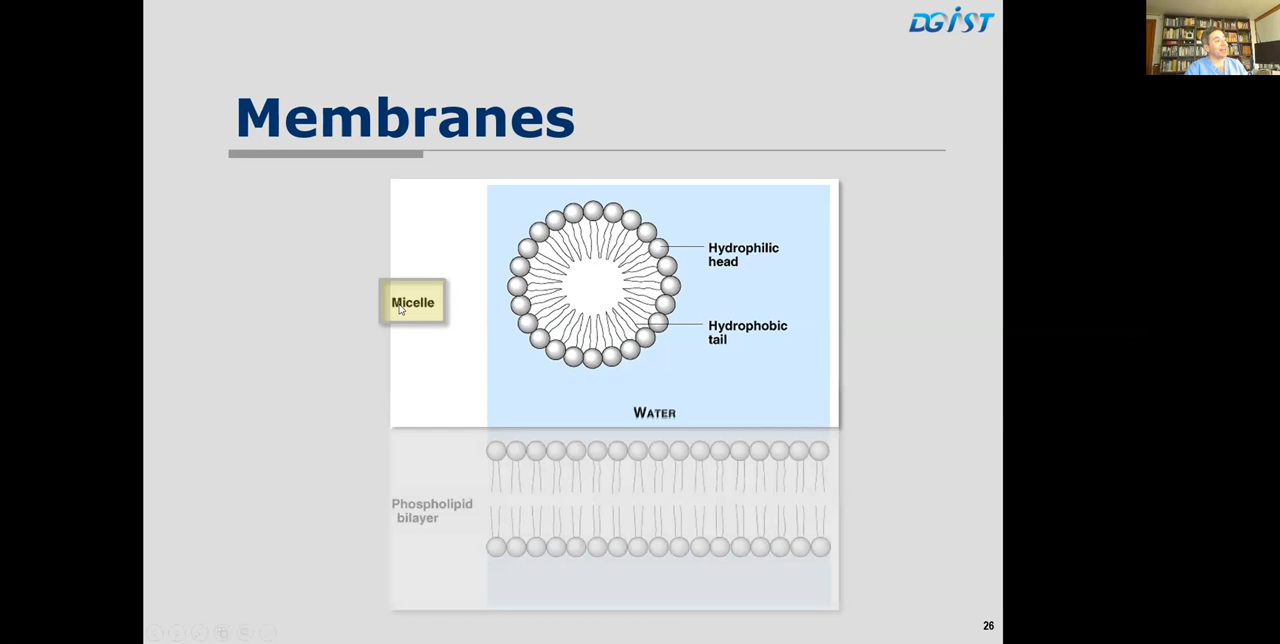 DGIST
Membranes
Hydrophilic
head
Micelle
Hydrophobic
tail
WATER
Phospholipid
bilayer
26